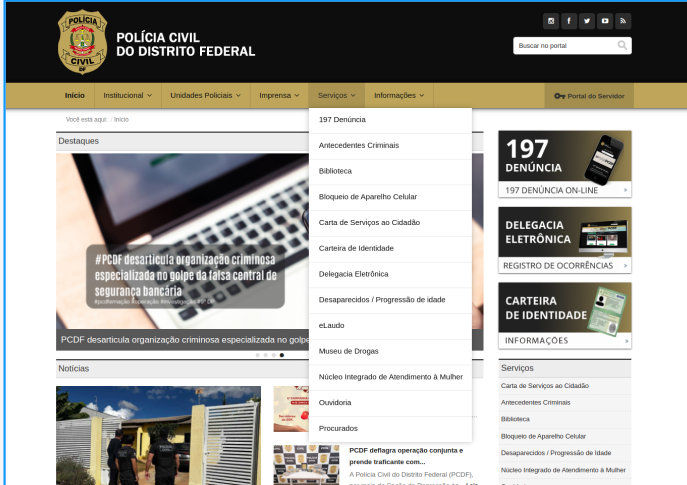 POLÍCIA
CIVIL
DF
POLÍCIA CIVIL
DO DISTRITO FEDERAL
Buscar no portal
Início
Institucional
Unidades Policiais
Imprensa
Serviços
Informações
Portal do Servidor
Você está aqui:
Início
Destaques
#PCDF desarticula organização criminosa
especializada no golpe da falsa central de
segurança bancária
PCDF desarticula organização criminosa especializada no golpe
Notícias
197 Denúncia
Antecedentes Criminais
Biblioteca
Bloqueio de Aparelho Celular
Carta de Serviços ao Cidadão
Carteira de Identidade
Delegacia Eletrônica
Desaparecidos / Progressão de idade
eLaudo
Museu de Drogas
Núcleo Integrado de Atendimento à Mulher
Ouvidoria
Procurados
PCDF deflagra operação conjunta e
prende traficante com...
A Polícia Civil do Distrito Federal (PCDF),
197
DENÚNCIA
197 DENÚNCIA ON-LINE
DELEGACIA
ELETRÔNICA
REGISTRO DE OCORRÊNCIAS
CARTEIRA
DE IDENTIDADE
INFORMAÇÕES
Serviços
Carta de Serviços ao Cidadão
Antecedentes Criminais
Biblioteca
Bloqueio de Aparelho Celular
Desaparecidos / Progressão de Idade
Núcleo Integrado de Atendimento à Mulher